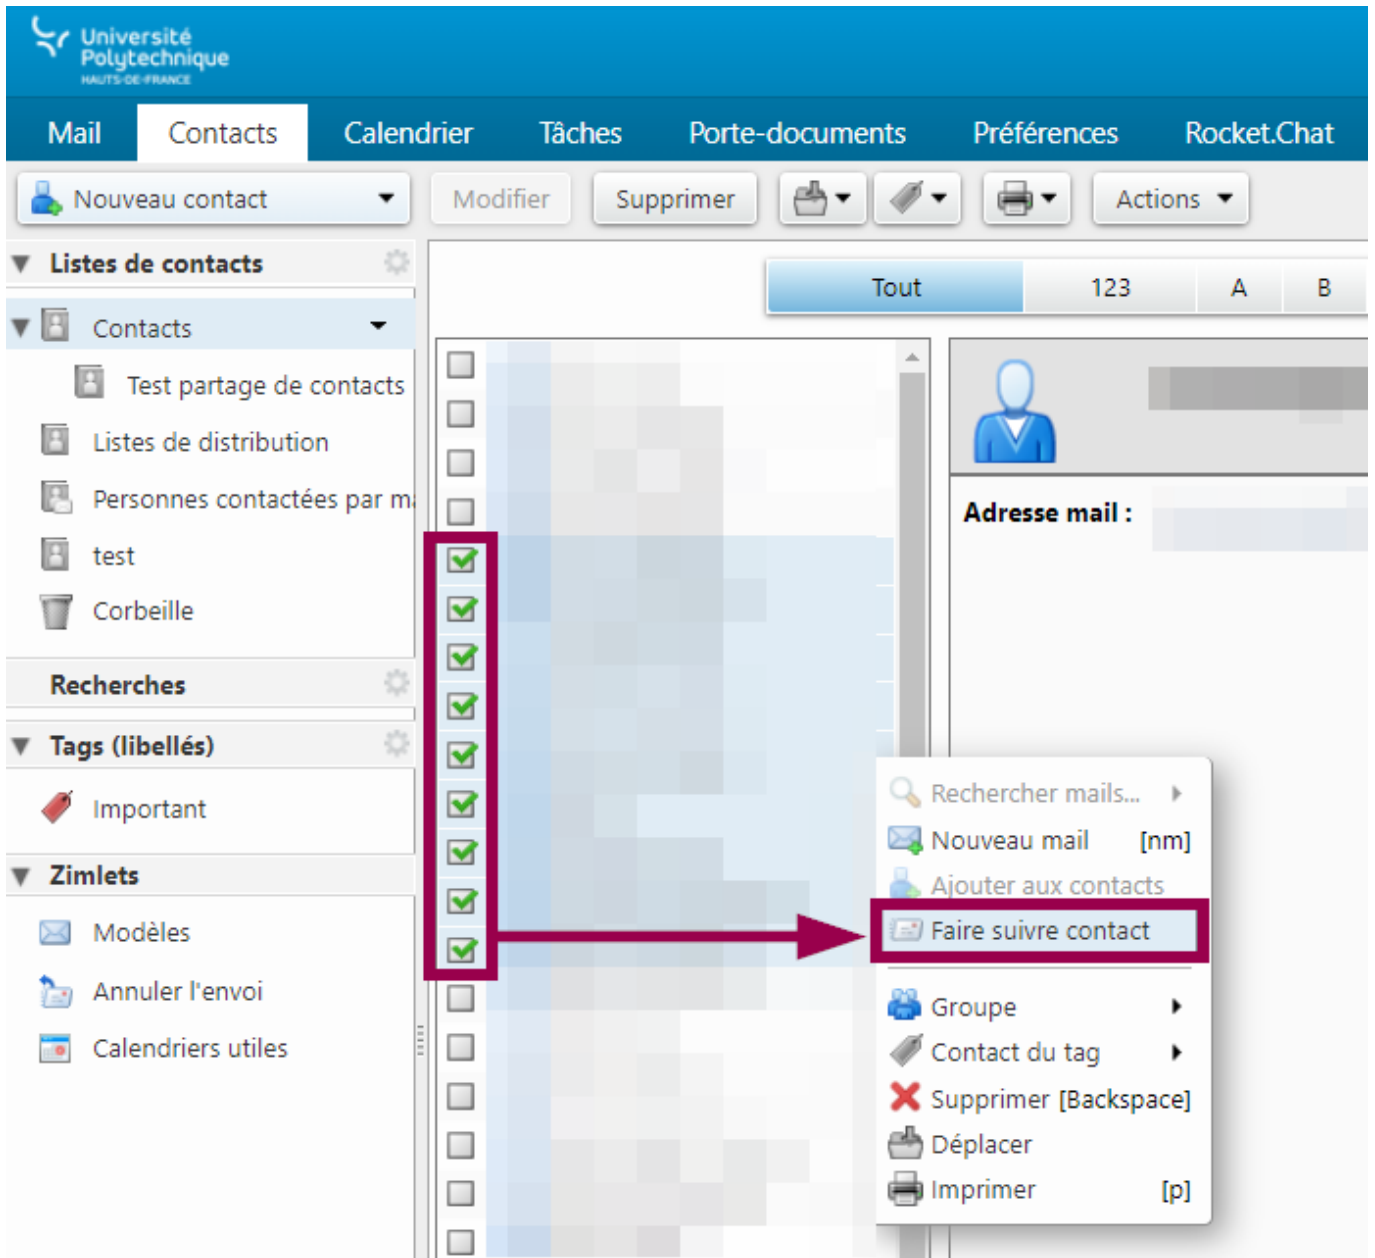 Université
Polytechnique
HAUTS-DE-FRANCE
Mail Contacts Calendrier Tâches Porte-documents Préférences Rocket.Chat
Nouveau contact Modifier Supprimer Actions
Listes de contacts
Tout 123 A B
Contacts
Test partage de contacts
Listes de distribution
Personnes contactées par ma
Adresse mail :
test
Corbeille
Recherches
Tags (libellés)
Important
Zimlets
Modèles
Annuler l'envoi
Calendriers utiles
Rechercher mails...
Nouveau mail [nm]
Ajouter aux contacts
Faire suivre contact
Groupe
Contact du tag
Supprimer [Backspace]
Déplacer
Imprimer [p]